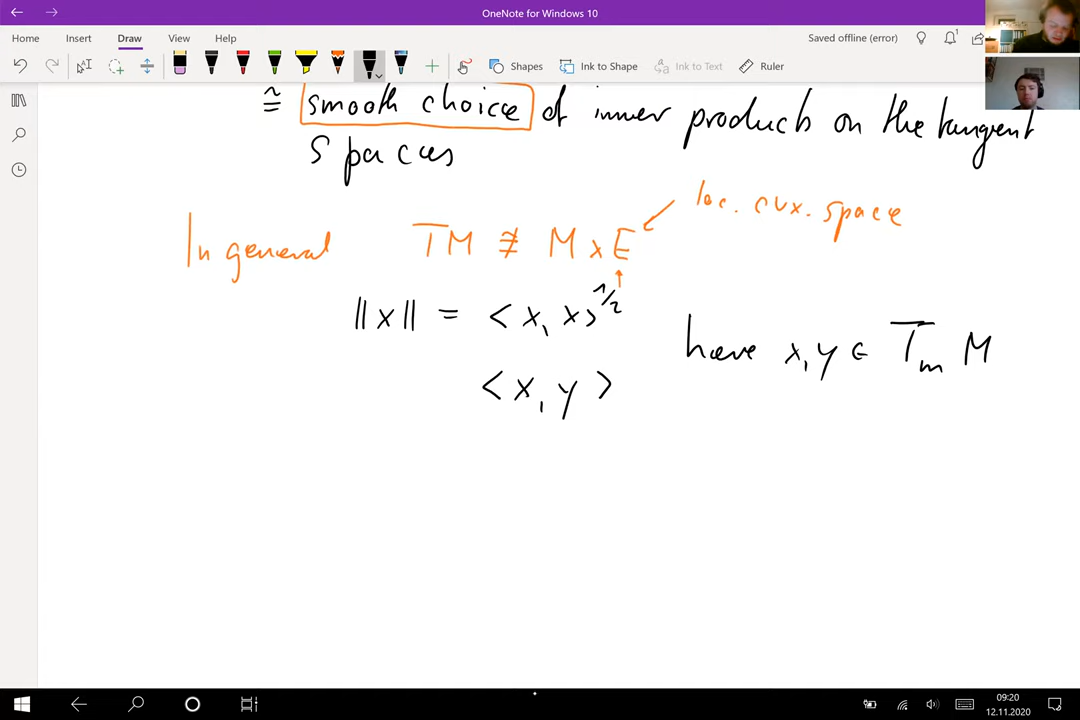 OneNote for Windows 10
Home Insert Draw View Help Saved offline (error)
Shapes Ink to Shape Ink to Text Ruler
≅ smooth choice of inner products on the tangent
spaces
loc. cvx. space
In general TM ≇ M x E
||x|| = <x, x>^1/2
have x, y ∈ T_m M
<x, y>
09:20
12.11.2020